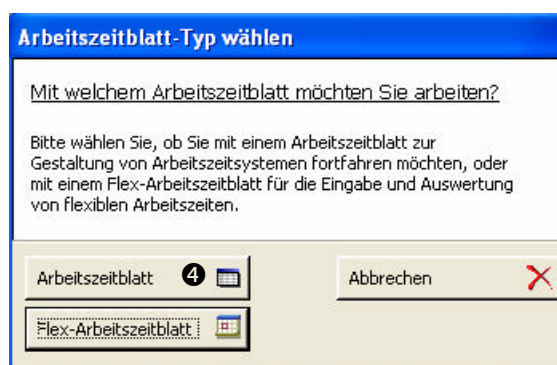 Arbeitszeitblatt-Typ wählen
Mit welchem Arbeitszeitblatt möchten Sie arbeiten?
Bitte wählen Sie, ob Sie mit einem Arbeitszeitblatt zur
Gestaltung von Arbeitszeitsystemen fortfahren möchten, oder
mit einem Flex-Arbeitszeitblatt für die Eingabe und Auswertung
von flexiblen Arbeitszeiten.
Arbeitszeitblatt ❹
Abbrechen
Flex-Arbeitszeitblatt